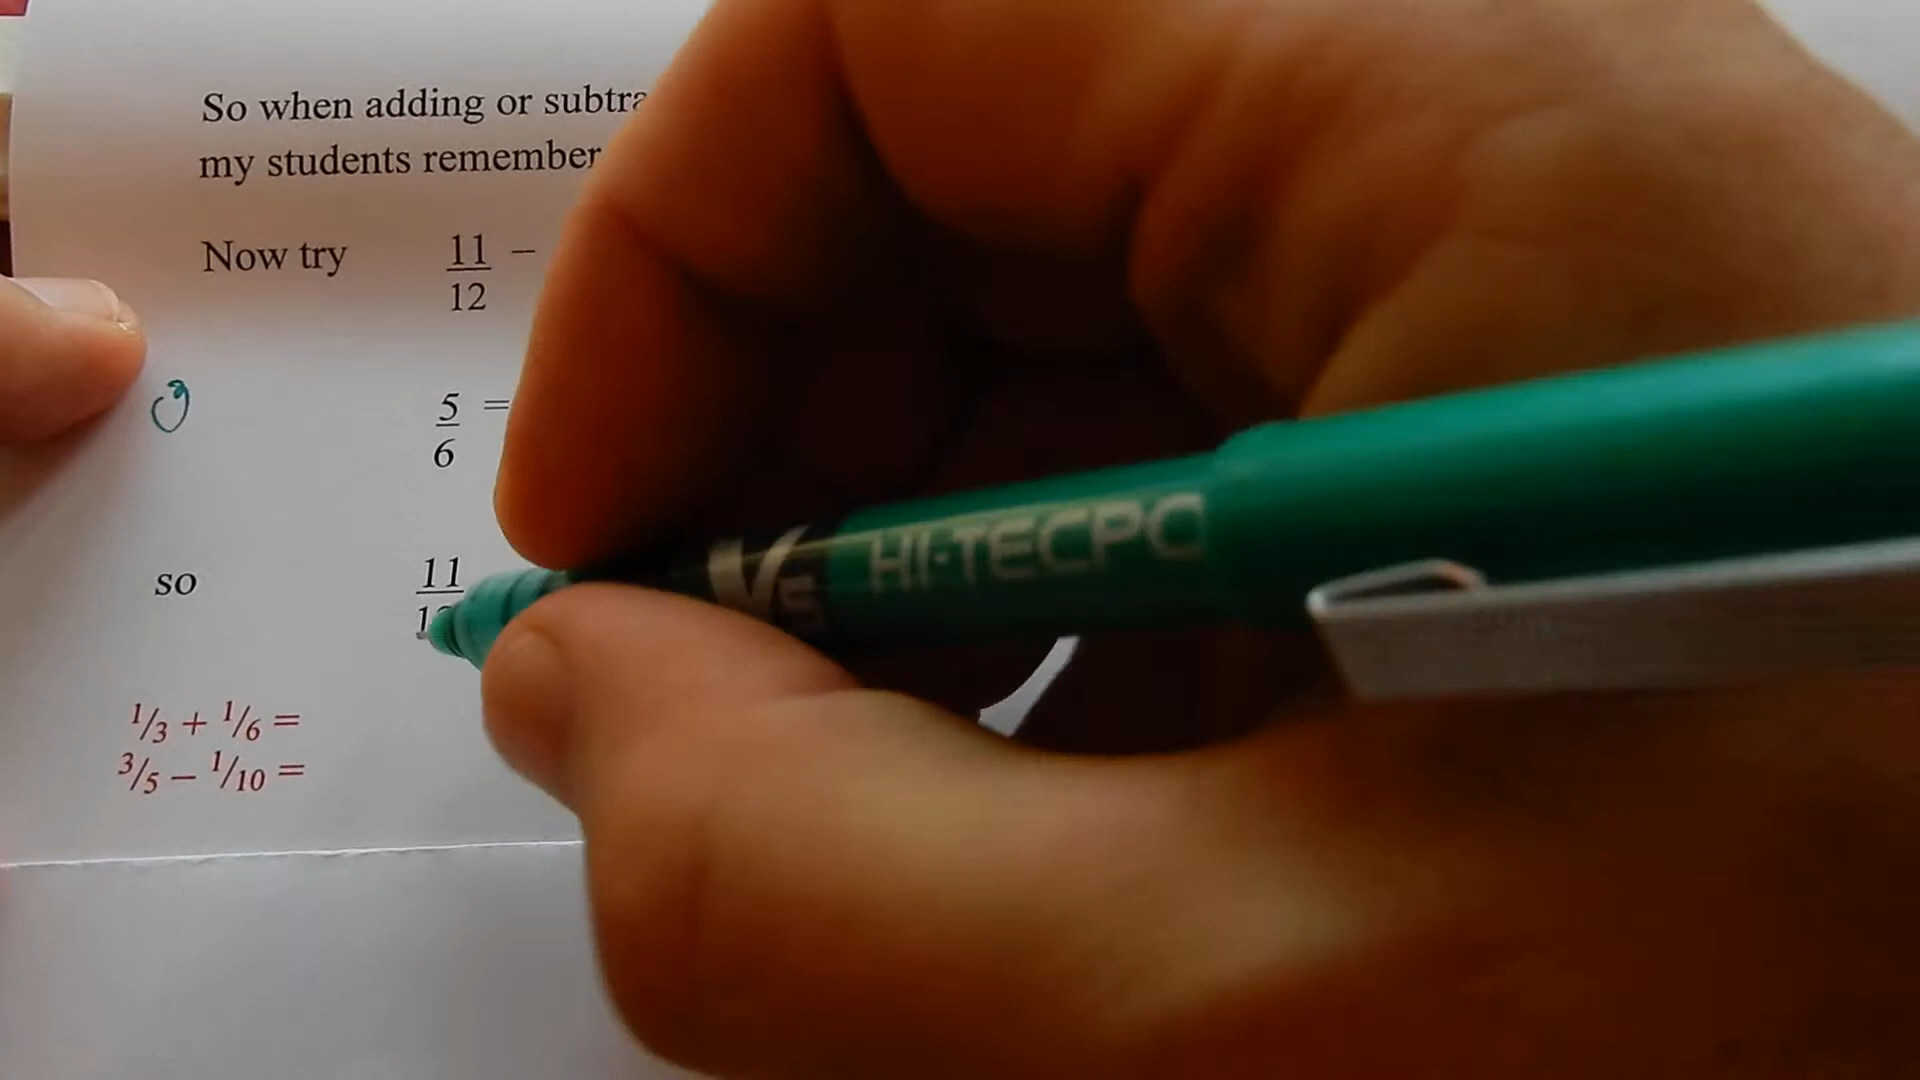 So when adding or
my students remember
Now try 11/12 −
5/6 =
so 11
1/3 + 1/6 =
3/5 − 1/10 =
V5 HI-TECPO